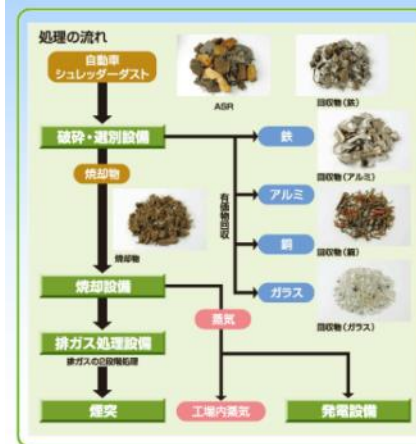 処理の流れ
自動車
シュレッダーダスト
ASR
回収物(鉄)
破砕・選別設備
鉄
回収物(アルミ)
焼却物
有価物回収
アルミ
焼却物
銅
回収物(銅)
焼却設備
ガラス
回収物(ガラス)
蒸気
排ガス処理設備
排ガスの2段階処理
煙突
工場内蒸気
発電設備